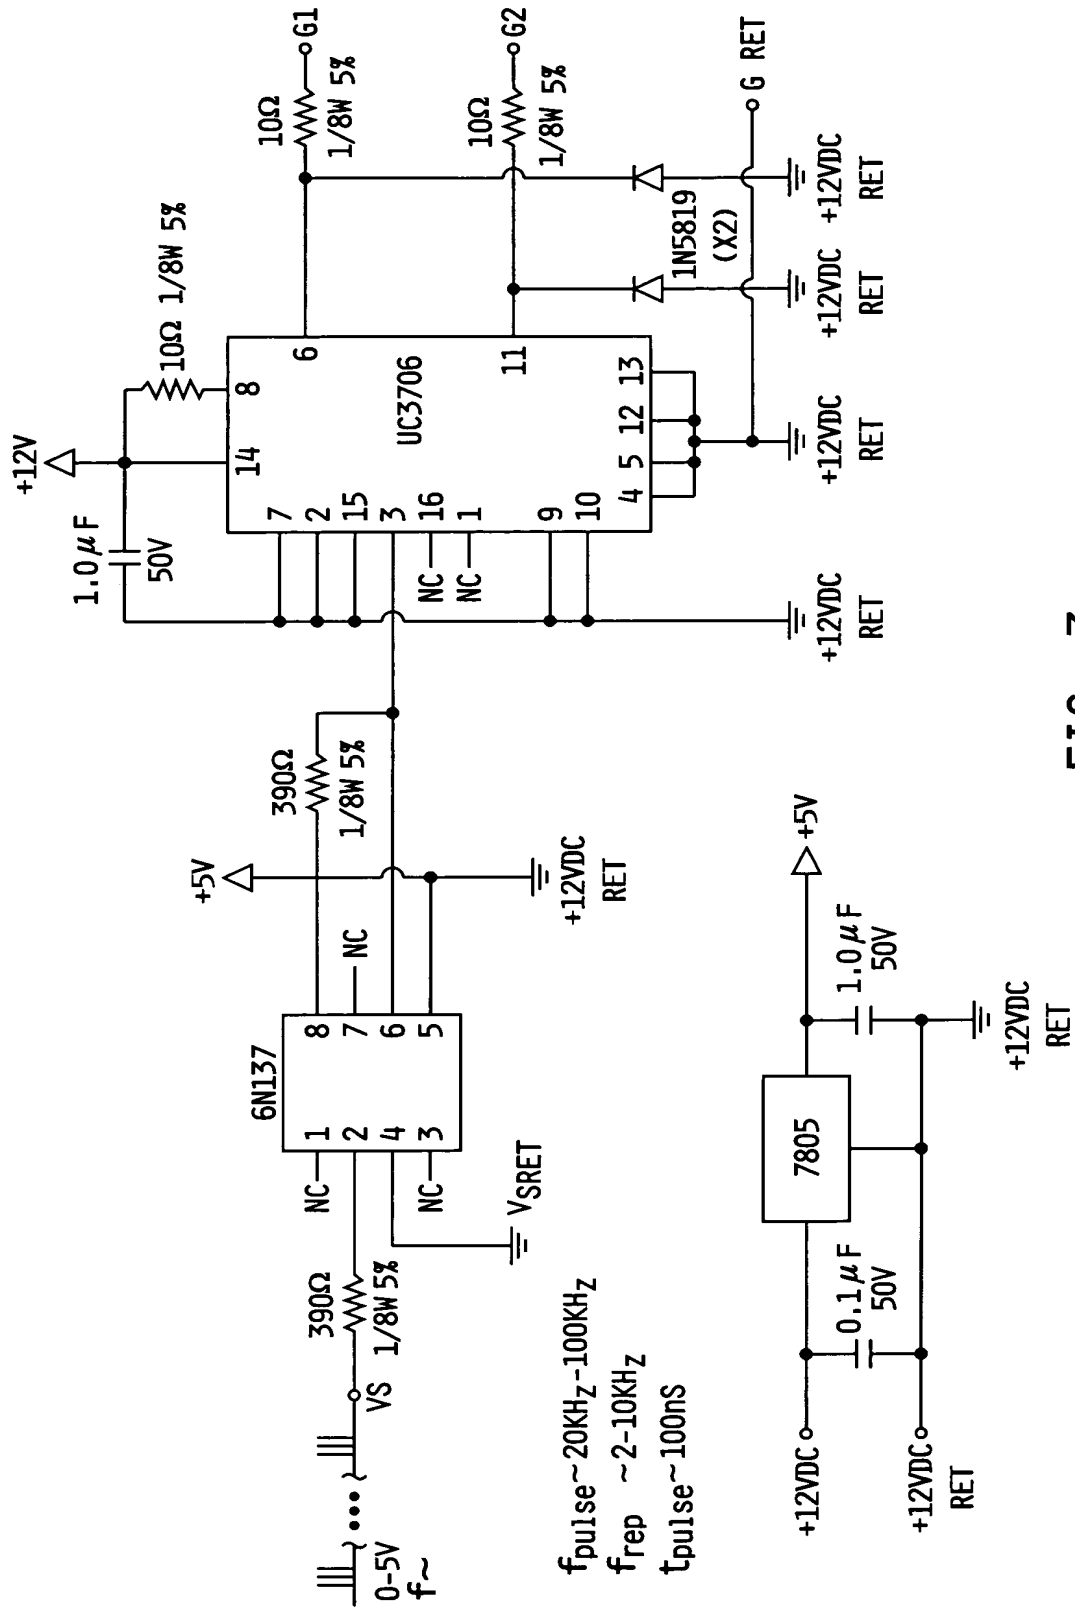 +12V
1.0μF
50V
10Ω 1/8W 5%
14
8
7
2
15
3
16
1
9
10
NC
NC
UC3706
6
11
4
5
12
13
10Ω
1/8W 5%
G1
10Ω
1/8W 5%
G2
1N5819
(X2)
G RET
+12VDC
RET
+12VDC
RET
+12VDC
RET
+12VDC
RET
0-5V
f~
VS
390Ω
1/8W 5%
NC
NC
VSRET
6N137
1
2
4
3
8
7
6
5
NC
+5V
390Ω
1/8W 5%
+12VDC
RET
fpulse~20KHz-100KHz
frep ~2-10KHz
tpulse~100nS
+12VDC
+12VDC
RET
0.1μF
50V
7805
1.0μF
50V
+5V
+12VDC
RET